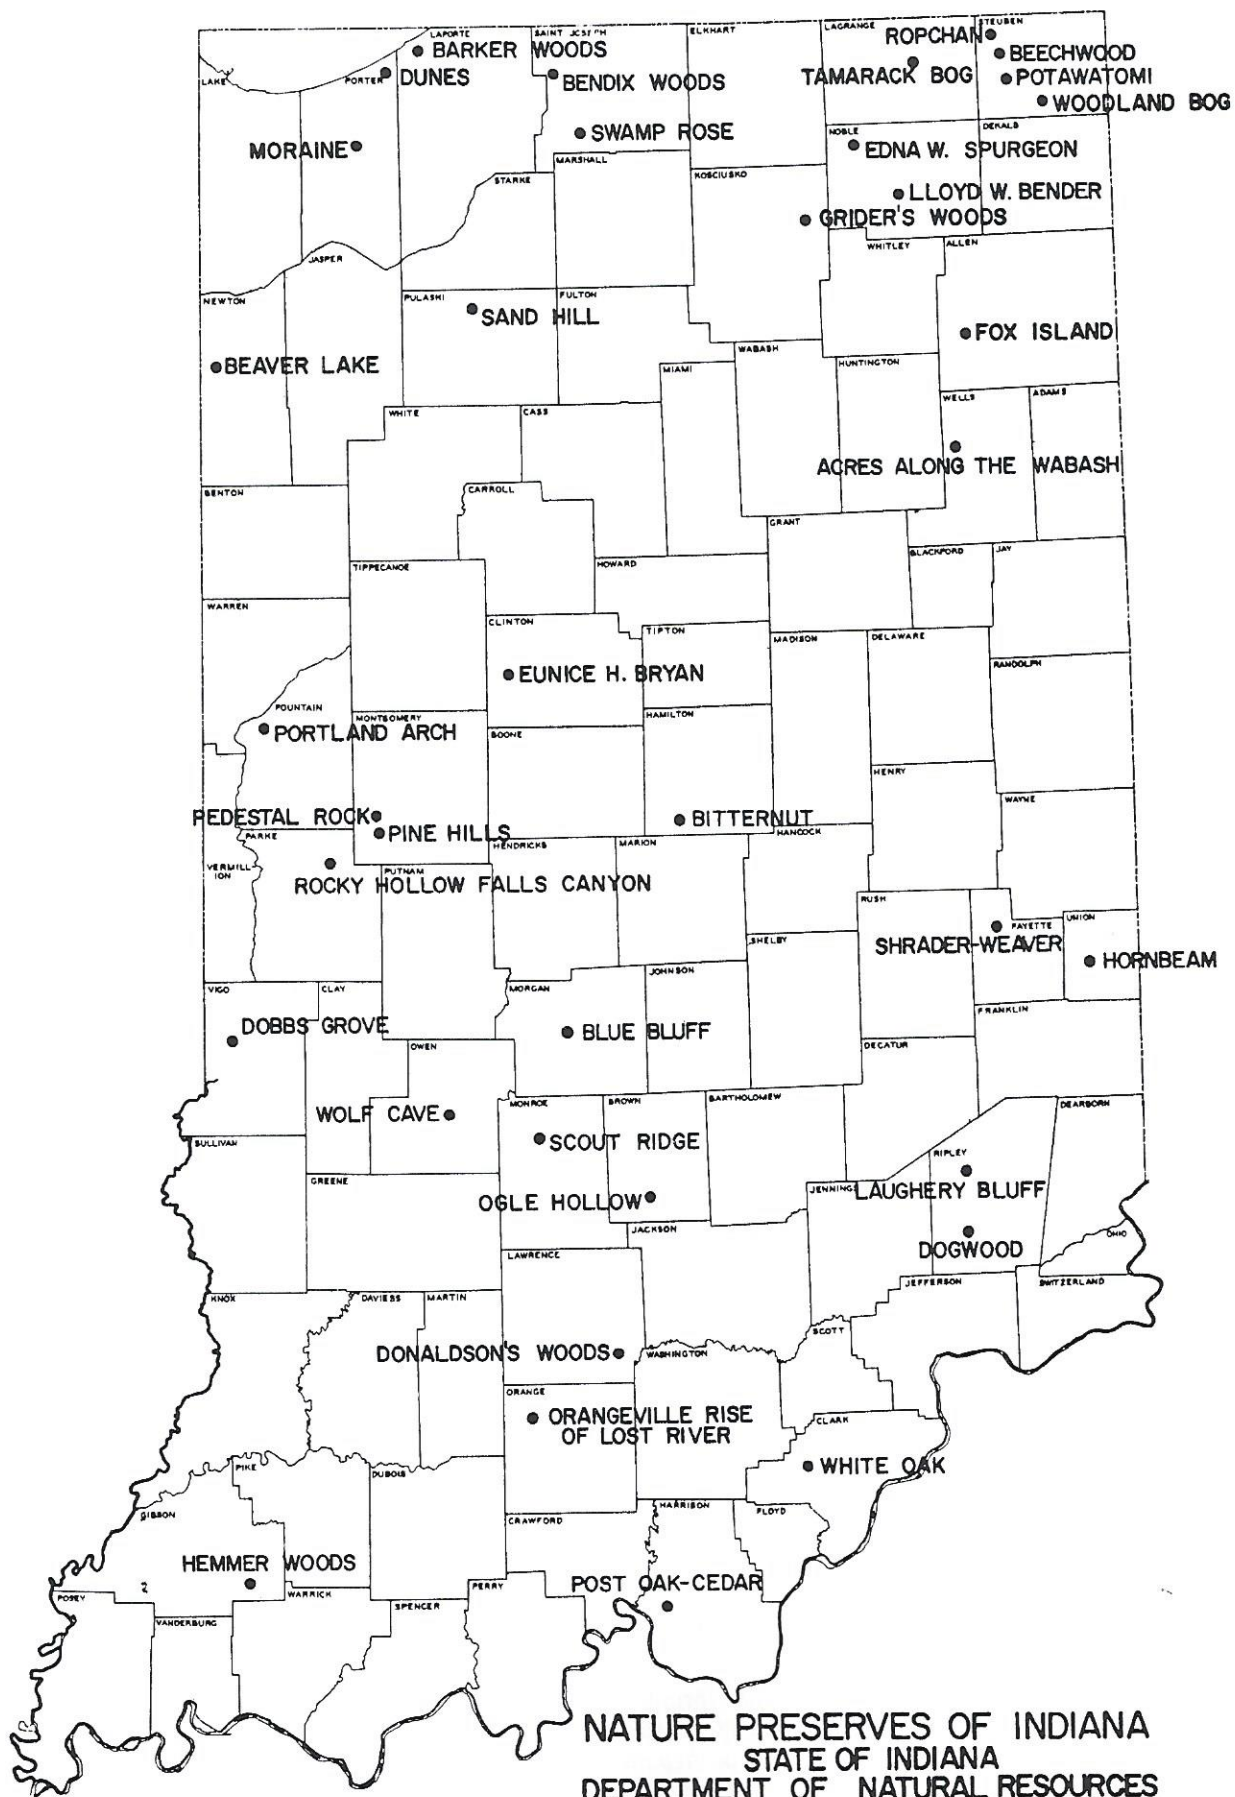 LAPORTE
SAINT JOSEPH
ELKHART
LAGRANGE
STEUBEN
BARKER WOODS
ROPCHAN
LAKE
PORTER
DUNES
BENDIX WOODS
TAMARACK BOG
BEECHWOOD
POTAWATOMI
WOODLAND BOG
MORAINE
SWAMP ROSE
MARSHALL
NOBLE
DEKALB
EDNA W. SPURGEON
STARKE
KOSCIUSKO
LLOYD W. BENDER
GRIDER'S WOODS
JASPER
WHITLEY
ALLEN
NEWTON
PULASKI
FULTON
SAND HILL
FOX ISLAND
BEAVER LAKE
WABASH
MIAMI
HUNTINGTON
WHITE
CASS
WELLS
ADAMS
ACRES ALONG THE WABASH
BENTON
CARROLL
GRANT
TIPPECANOE
HOWARD
BLACKFORD
JAY
WARREN
CLINTON
TIPTON
MADISON
DELAWARE
EUNICE H. BRYAN
RANDOLPH
FOUNTAIN
MONTGOMERY
HAMILTON
PORTLAND ARCH
BOONE
HENRY
WAYNE
PEDESTAL ROCK
BITTERNUT
PARKE
PINE HILLS
HENDRICKS
MARION
HANCOCK
VERMILL-
ION
PUTNAM
ROCKY HOLLOW FALLS CANYON
RUSH
FAYETTE
UNION
SHRADER-WEAVER
SHELBY
HORNBEAM
VIGO
CLAY
MORGAN
JOHNSON
FRANKLIN
DOBBS GROVE
BLUE BLUFF
OWEN
DECATUR
WOLF CAVE
MONROE
BROWN
BARTHOLOMEW
DEARBORN
SULLIVAN
SCOUT RIDGE
RIPLEY
GREENE
JENNINGS
LAUGHERY BLUFF
OGLE HOLLOW
JACKSON
OHIO
DOGWOOD
LAWRENCE
JEFFERSON
SWITZERLAND
KNOX
DAVIESS
MARTIN
SCOTT
DONALDSON'S WOODS
WASHINGTON
ORANGE
ORANGEVILLE RISE
OF LOST RIVER
CLARK
WHITE OAK
PIKE
DUBOIS
GIBSON
CRAWFORD
HARRISON
FLOYD
HEMMER WOODS
POST OAK-CEDAR
2
POSEY
WARRICK
PERRY
SPENCER
VANDERBURG
NATURE PRESERVES OF INDIANA
STATE OF INDIANA
DEPARTMENT OF NATURAL RESOURCES